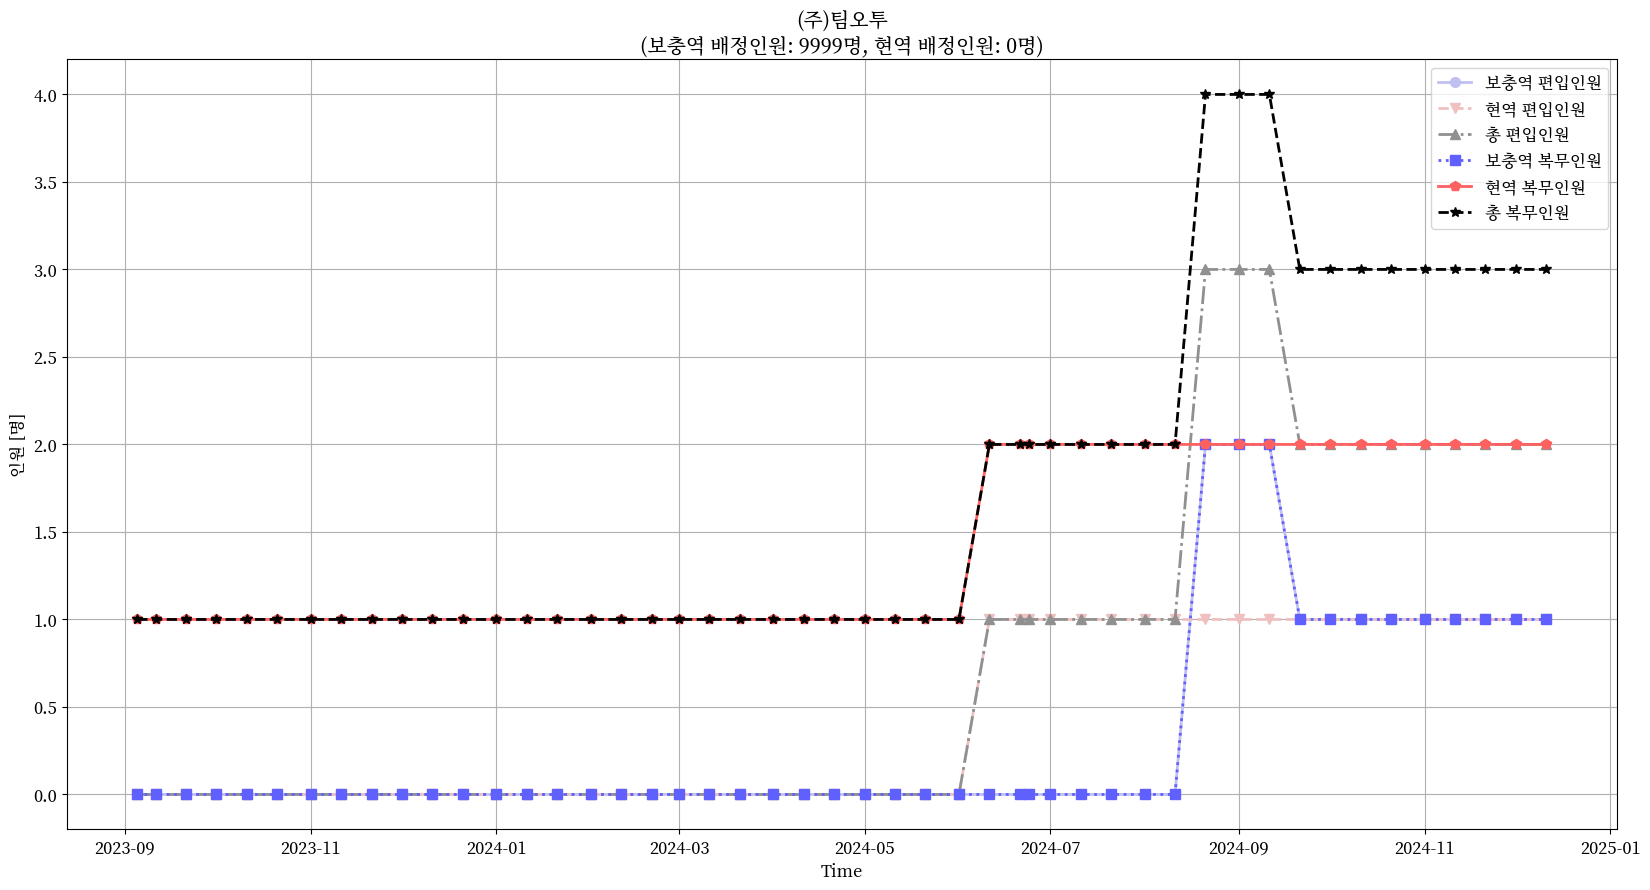 (주)팀오투
(보충역 배정인원: 9999명, 현역 배정인원: 0명)
보충역 편입인원
현역 편입인원
총 편입인원
보충역 복무인원
현역 복무인원
총 복무인원
인원 [명]
4.0
3.5
3.0
2.5
2.0
1.5
1.0
0.5
0.0
2023-09
2023-11
2024-01
2024-03
2024-05
2024-07
2024-09
2024-11
2025-01
Time